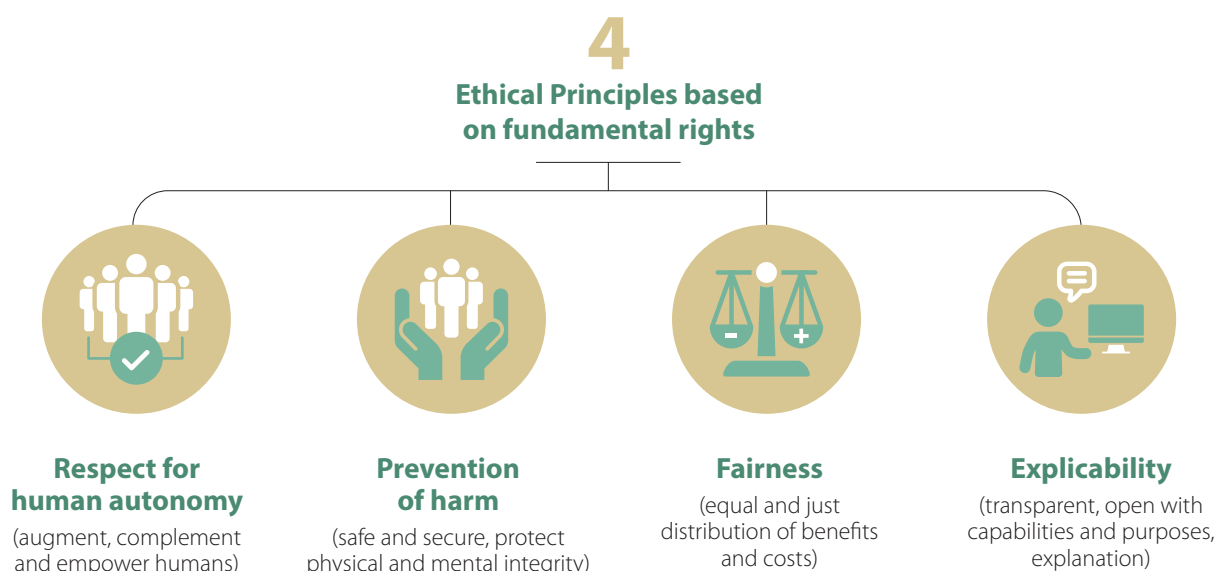 4
Ethical Principles based
on fundamental rights
Respect for
human autonomy
(augment, complement
and empower humans)
Prevention
of harm
(safe and secure, protect
physical and mental integrity)
Fairness
(equal and just
distribution of benefits
and costs)
Explicability
(transparent, open with
capabilities and purposes,
explanation)